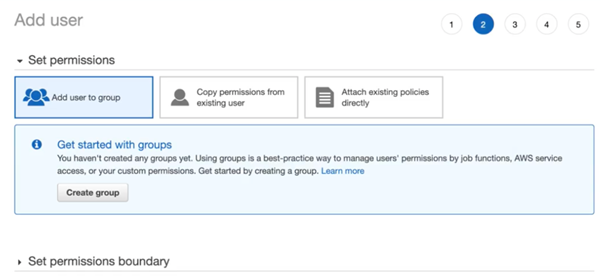 Add user
1 2 3 4 5
Set permissions
Add user to group
Copy permissions from
existing user
Attach existing policies
directly
Get started with groups
You haven't created any groups yet. Using groups is a best-practice way to manage users' permissions by job functions, AWS service
access, or your custom permissions. Get started by creating a group. Learn more
Create group
Set permissions boundary